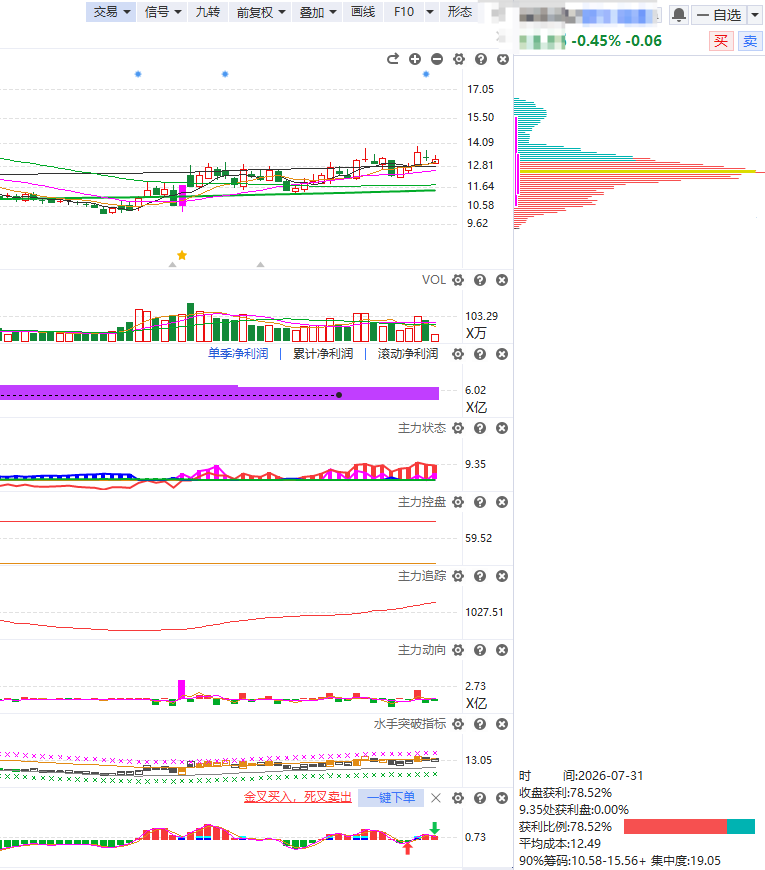 交易 信号 九转 前复权 叠加 画线 F10 形态
自选
-0.45% -0.06 买 卖
17.05
15.50
14.09
12.81
11.64
10.58
9.62
VOL
103.29
X万
单季净利润 | 累计净利润 | 滚动净利润
6.02
X亿
主力状态
9.35
主力控盘
59.52
主力追踪
1027.51
主力动向
2.73
X亿
水手突破指标
13.05
金叉买入，死叉卖出 一键下单
0.73
时 间:2026-07-31
收盘获利:78.52%
9.35处获利盘:0.00%
获利比例:78.52%
平均成本:12.49
90%筹码:10.58-15.56+ 集中度:19.05